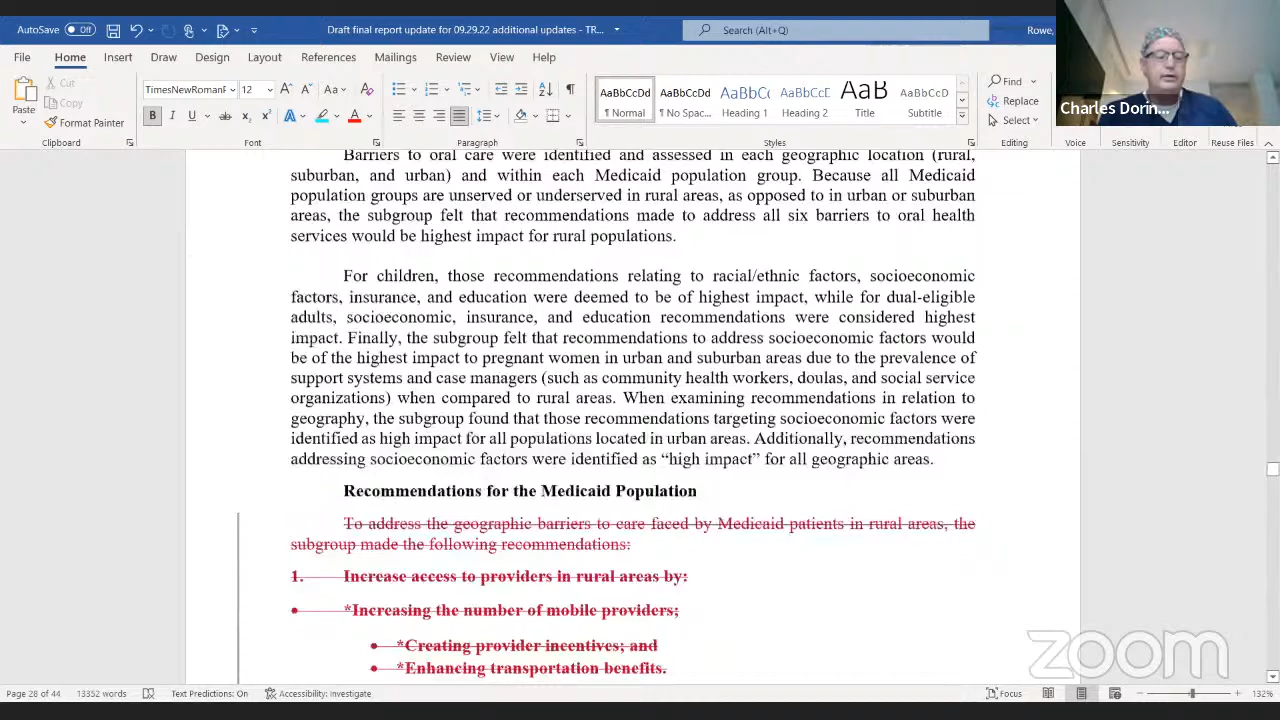 AutoSave Off Draft final report update for 09.29.22 additional updates - TR... Search (Alt+Q) Rowe,
File Home Insert Draw Design Layout References Mailings Review View Help
Paste Cut Copy Format Painter
TimesNewRomanF 12
AaBbCcDd AaBbCcDd AaBbCc AaBbCcC AaB AaBbCcD
¶ Normal ¶ No Spac... Heading 1 Heading 2 Title Subtitle
Find Replace Select
Charles Dorin...
Clipboard Font Paragraph Styles Editing Voice Sensitivity Editor Reuse Files
Barriers to oral care were identified and assessed in each geographic location (rural,
suburban, and urban) and within each Medicaid population group. Because all Medicaid
population groups are unserved or underserved in rural areas, as opposed to in urban or suburban
areas, the subgroup felt that recommendations made to address all six barriers to oral health
services would be highest impact for rural populations.
For children, those recommendations relating to racial/ethnic factors, socioeconomic
factors, insurance, and education were deemed to be of highest impact, while for dual-eligible
adults, socioeconomic, insurance, and education recommendations were considered highest
impact. Finally, the subgroup felt that recommendations to address socioeconomic factors would
be of the highest impact to pregnant women in urban and suburban areas due to the prevalence of
support systems and case managers (such as community health workers, doulas, and social service
organizations) when compared to rural areas. When examining recommendations in relation to
geography, the subgroup found that those recommendations targeting socioeconomic factors were
identified as high impact for all populations located in urban areas. Additionally, recommendations
addressing socioeconomic factors were identified as “high impact” for all geographic areas.
Recommendations for the Medicaid Population
To address the geographic barriers to care faced by Medicaid patients in rural areas, the
subgroup made the following recommendations:
1. Increase access to providers in rural areas by:
• *Increasing the number of mobile providers;
• *Creating provider incentives; and
• *Enhancing transportation benefits.
zoom
Page 28 of 44 13352 words Text Predictions: On Accessibility: Investigate Focus 132%